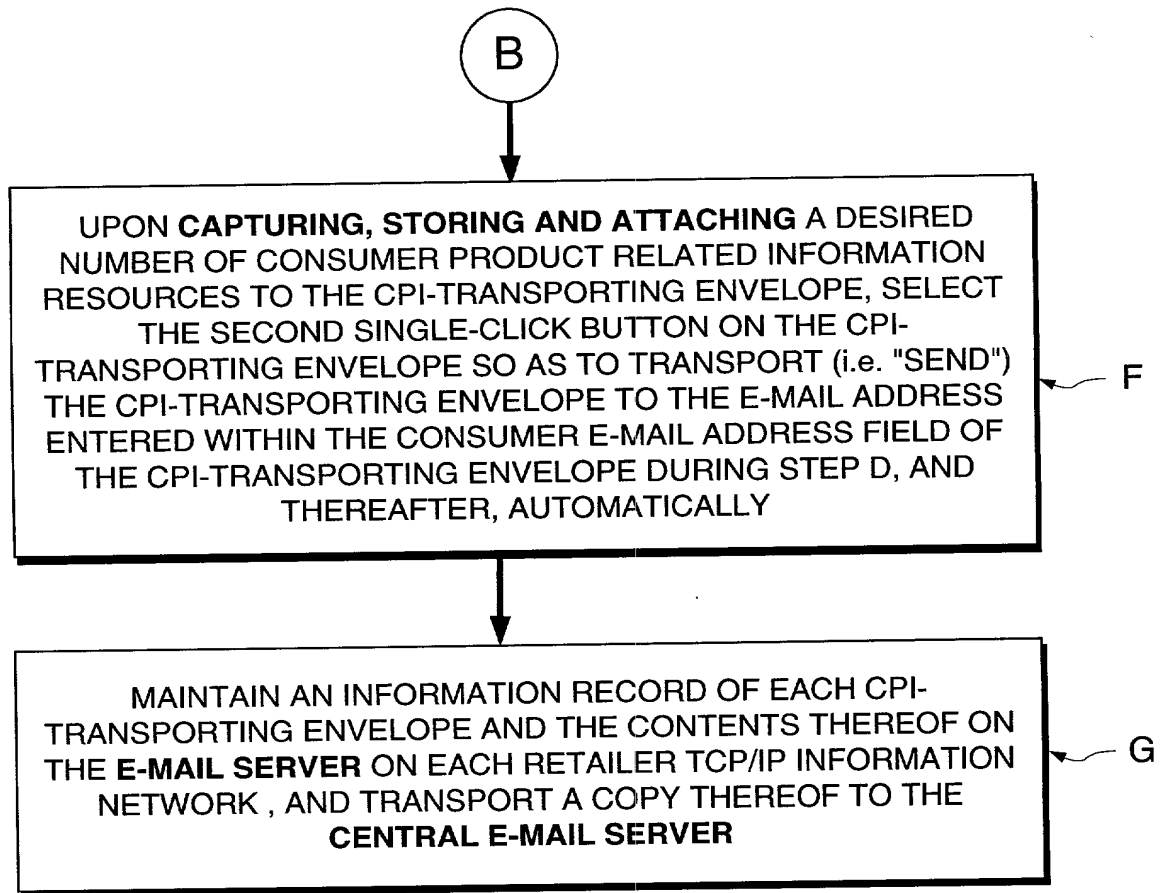 B
UPON CAPTURING, STORING AND ATTACHING A DESIRED
NUMBER OF CONSUMER PRODUCT RELATED INFORMATION
RESOURCES TO THE CPI-TRANSPORTING ENVELOPE, SELECT
THE SECOND SINGLE-CLICK BUTTON ON THE CPI-
TRANSPORTING ENVELOPE SO AS TO TRANSPORT (i.e. "SEND")
THE CPI-TRANSPORTING ENVELOPE TO THE E-MAIL ADDRESS
ENTERED WITHIN THE CONSUMER E-MAIL ADDRESS FIELD OF
THE CPI-TRANSPORTING ENVELOPE DURING STEP D, AND
THEREAFTER, AUTOMATICALLY
F
MAINTAIN AN INFORMATION RECORD OF EACH CPI-
TRANSPORTING ENVELOPE AND THE CONTENTS THEREOF ON
THE E-MAIL SERVER ON EACH RETAILER TCP/IP INFORMATION
NETWORK , AND TRANSPORT A COPY THEREOF TO THE
CENTRAL E-MAIL SERVER
G